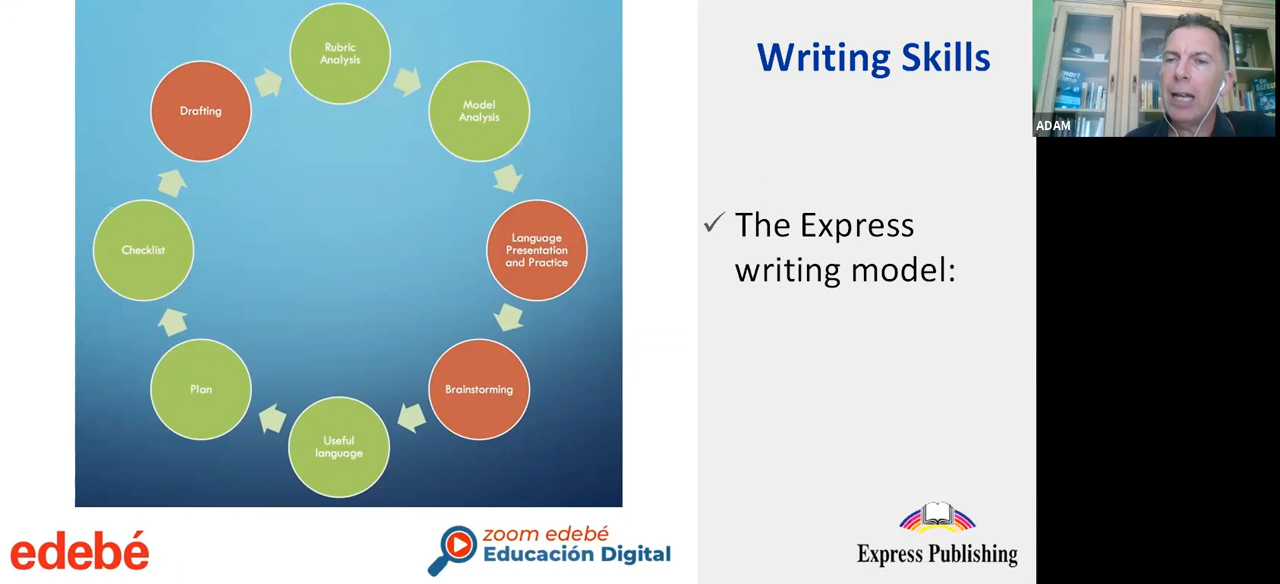 Rubric
Analysis
Model
Analysis
Language
Presentation
and Practice
Brainstorming
Useful
language
Plan
Checklist
Drafting
Writing Skills
✓ The Express
writing model:
ADAM
edebé
zoom edebé
Educación Digital
Express Publishing